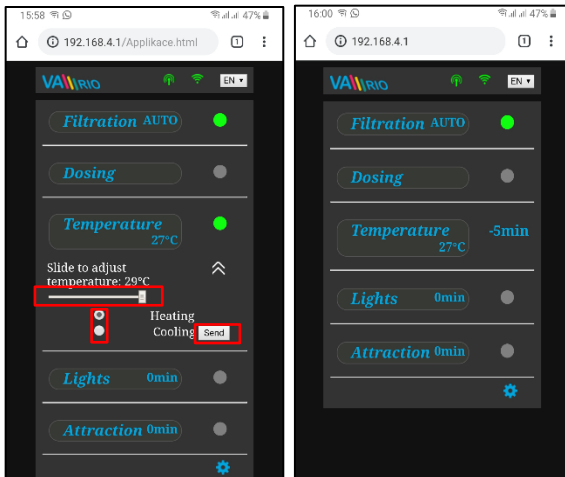 15:58 47%
192.168.4.1/Applikace.html 1
VArio EN
Filtration AUTO
Dosing
Temperature
27°C
Slide to adjust
temperature: 29°C
Heating
Cooling Send
Lights 0min
Attraction 0min
16:00 47%
192.168.4.1 1
VArio EN
Filtration AUTO
Dosing
Temperature -5min
27°C
Lights 0min
Attraction 0min